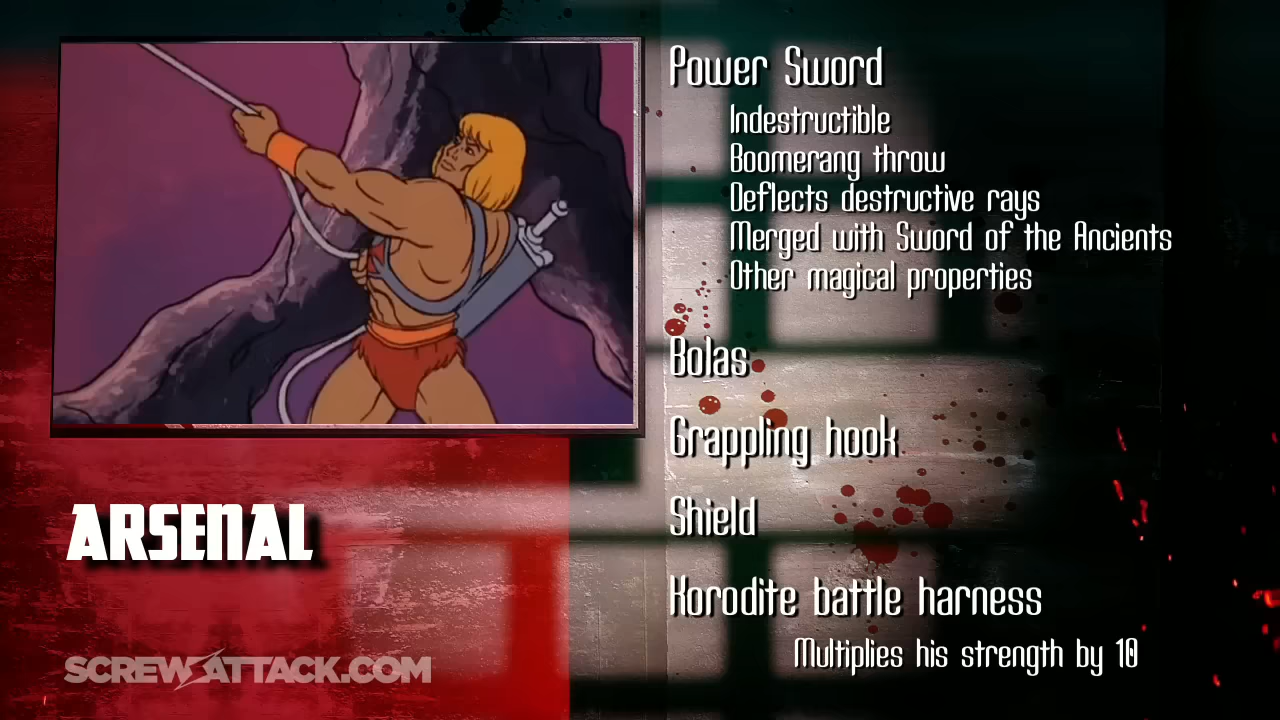 Power Sword
Indestructible
Boomerang throw
Deflects destructive rays
Merged with Sword of the Ancients
Other magical properties
Bolas
Grappling hook
Shield
Korodite battle harness
Multiplies his strength by 10
ARSENAL
SCREWATTACK.COM